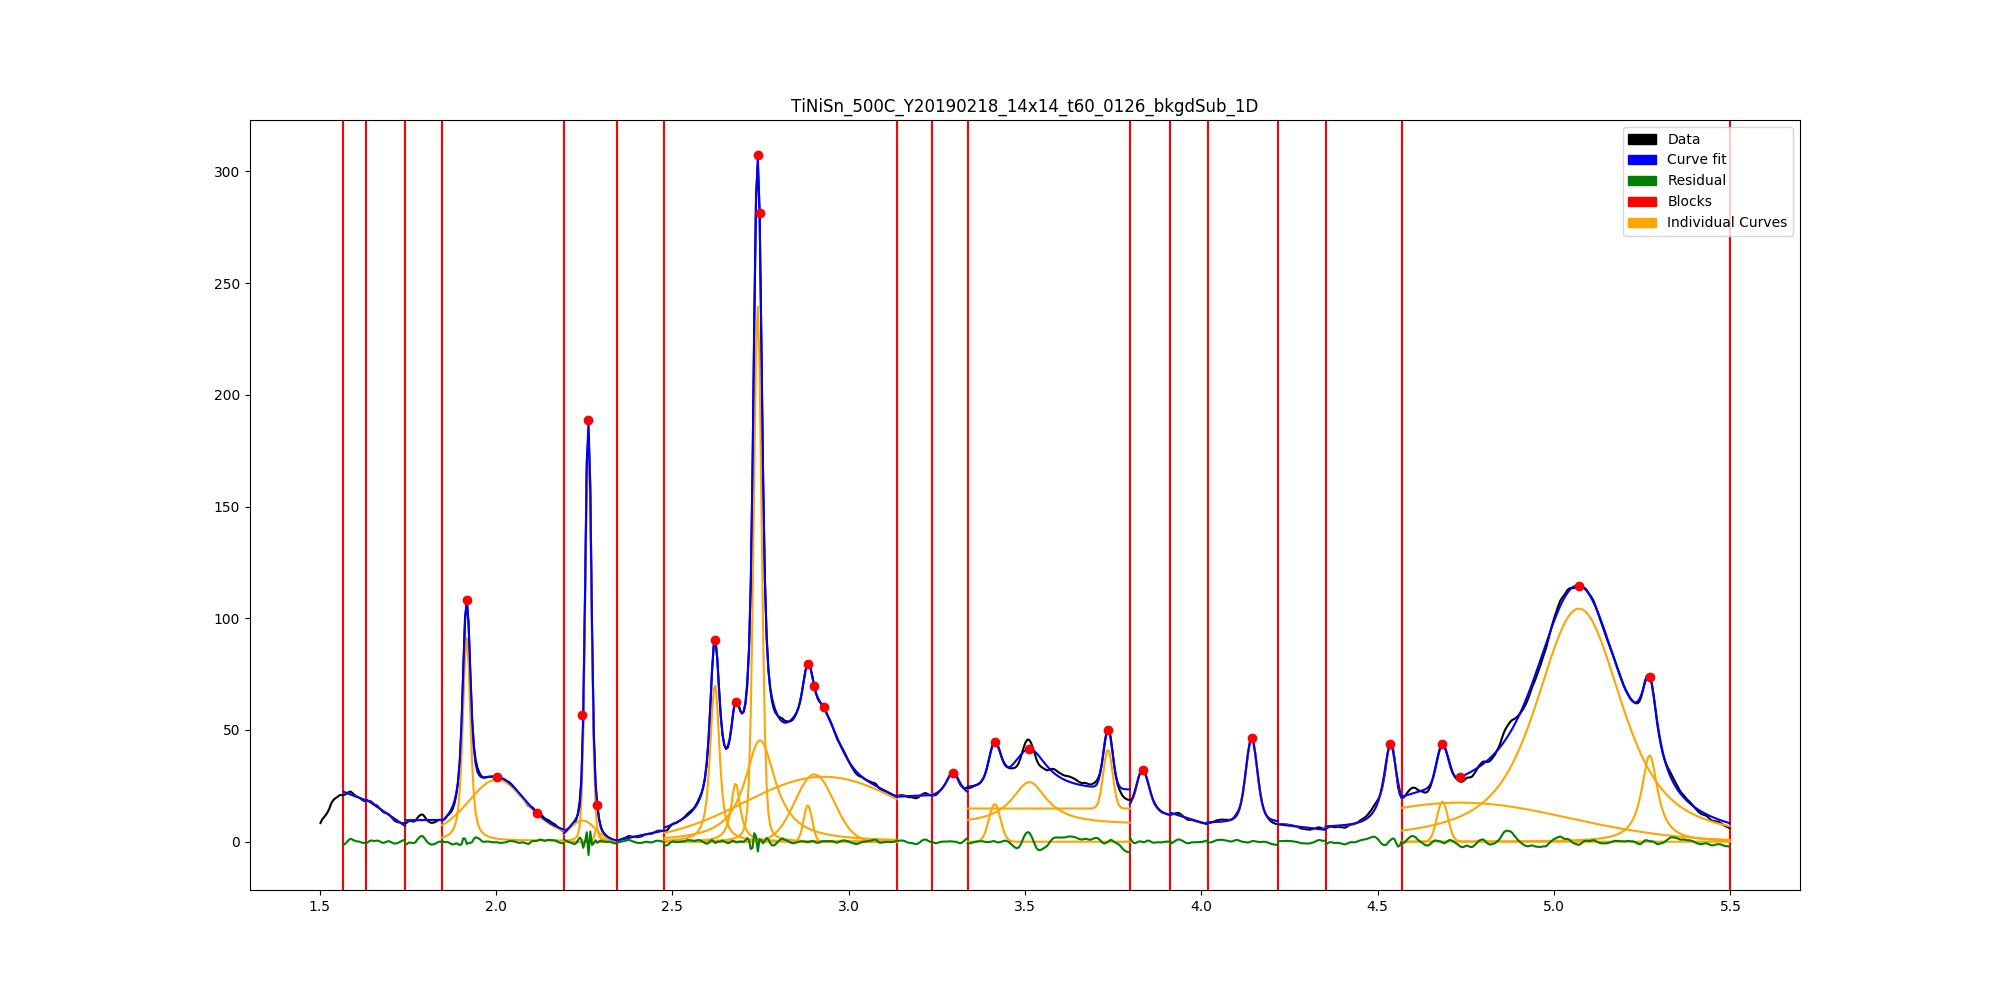 TiNiSn_500C_Y20190218_14x14_t60_0126_bkgdSub_1D
Data
Curve fit
Residual
Blocks
Individual Curves
300
250
200
150
100
50
0
1.5 2.0 2.5 3.0 3.5 4.0 4.5 5.0 5.5